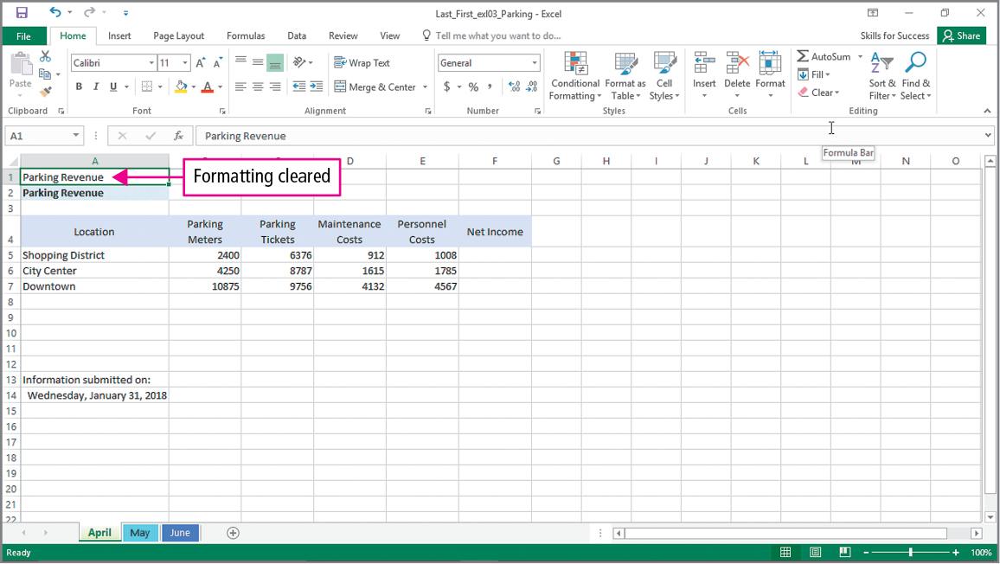 Last_First_exl03_Parking - Excel
File Home Insert Page Layout Formulas Data Review View Tell me what you want to do... Skills for Success Share
Paste
Calibri 11
B I U
Wrap Text
Merge & Center
General
$ % ,
Conditional Formatting
Format as Table
Cell Styles
Insert Delete Format
AutoSum
Fill
Clear
Sort & Filter
Find & Select
Clipboard Font Alignment Number Styles Cells Editing
A1 fx Parking Revenue
Formula Bar
A B C D E F G H I J K L M N O
1 Parking Revenue
Formatting cleared
2 Parking Revenue
3
4 Location Parking Meters Parking Tickets Maintenance Costs Personnel Costs Net Income
5 Shopping District 2400 6376 912 1008
6 City Center 4250 8787 1615 1785
7 Downtown 10875 9756 4132 4567
8
9
10
11
12
13 Information submitted on:
14 Wednesday, January 31, 2018
15
16
17
18
19
20
21
22
April May June
Ready 100%